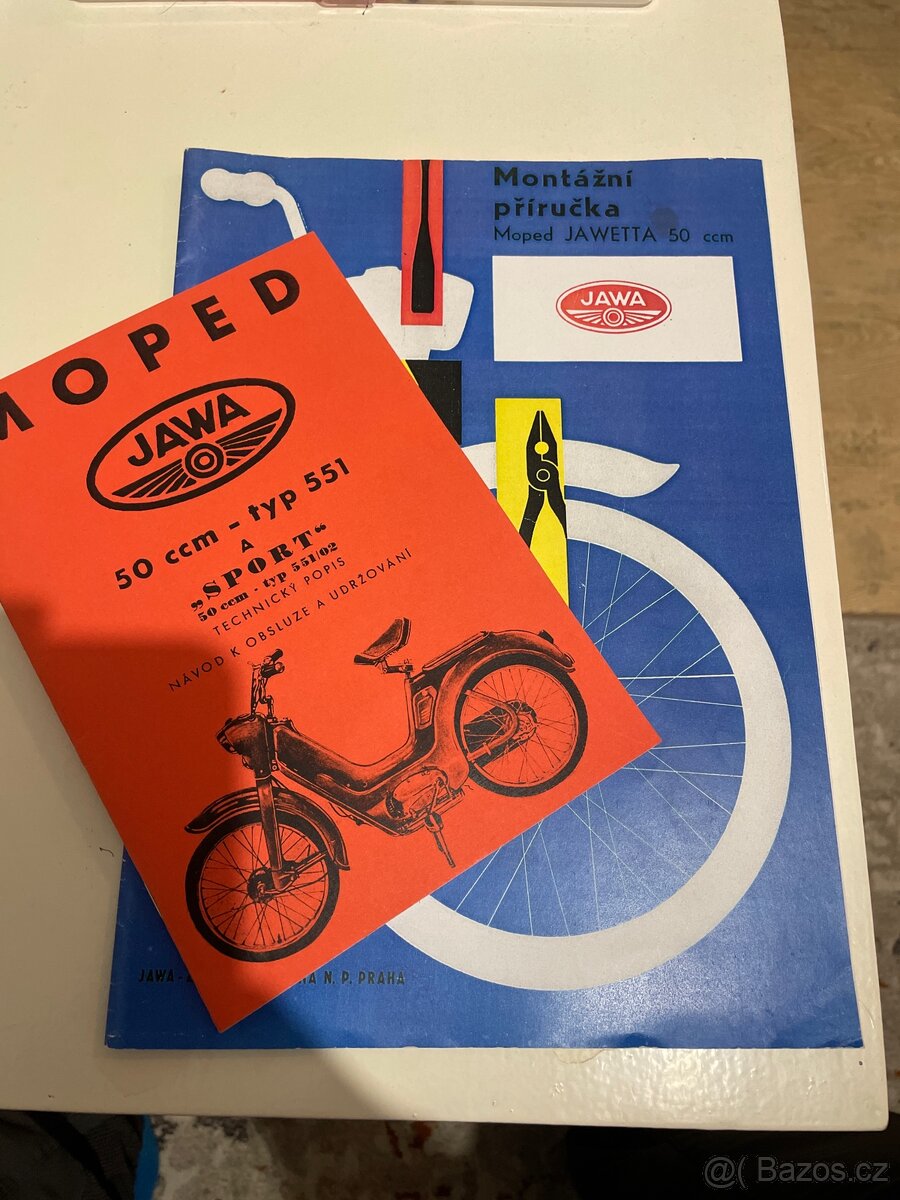 Montážní
příručka
Moped JAWETTA 50 ccm
JAWA
MOPED
JAWA
50 ccm - typ 551
A
„SPORT“
50 ccm - typ 551/02
TECHNICKÝ POPIS
NÁVOD K OBSLUZE A UDRŽOVÁNÍ
JAWA - N. P. PRAHA
@( Bazos.cz